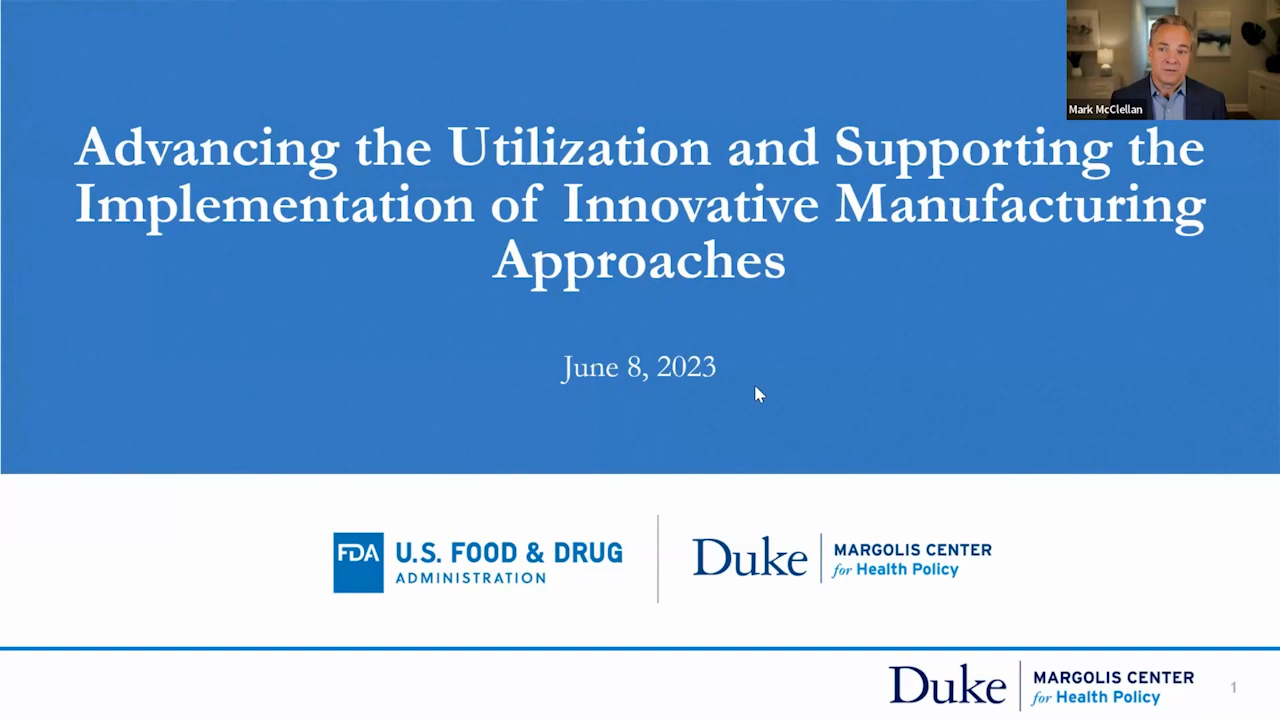 Mark McClellan
Advancing the Utilization and Supporting the
Implementation of Innovative Manufacturing
Approaches
June 8, 2023
FDA
U.S. FOOD & DRUG
ADMINISTRATION
Duke
MARGOLIS CENTER
for Health Policy
Duke
MARGOLIS CENTER
for Health Policy
1